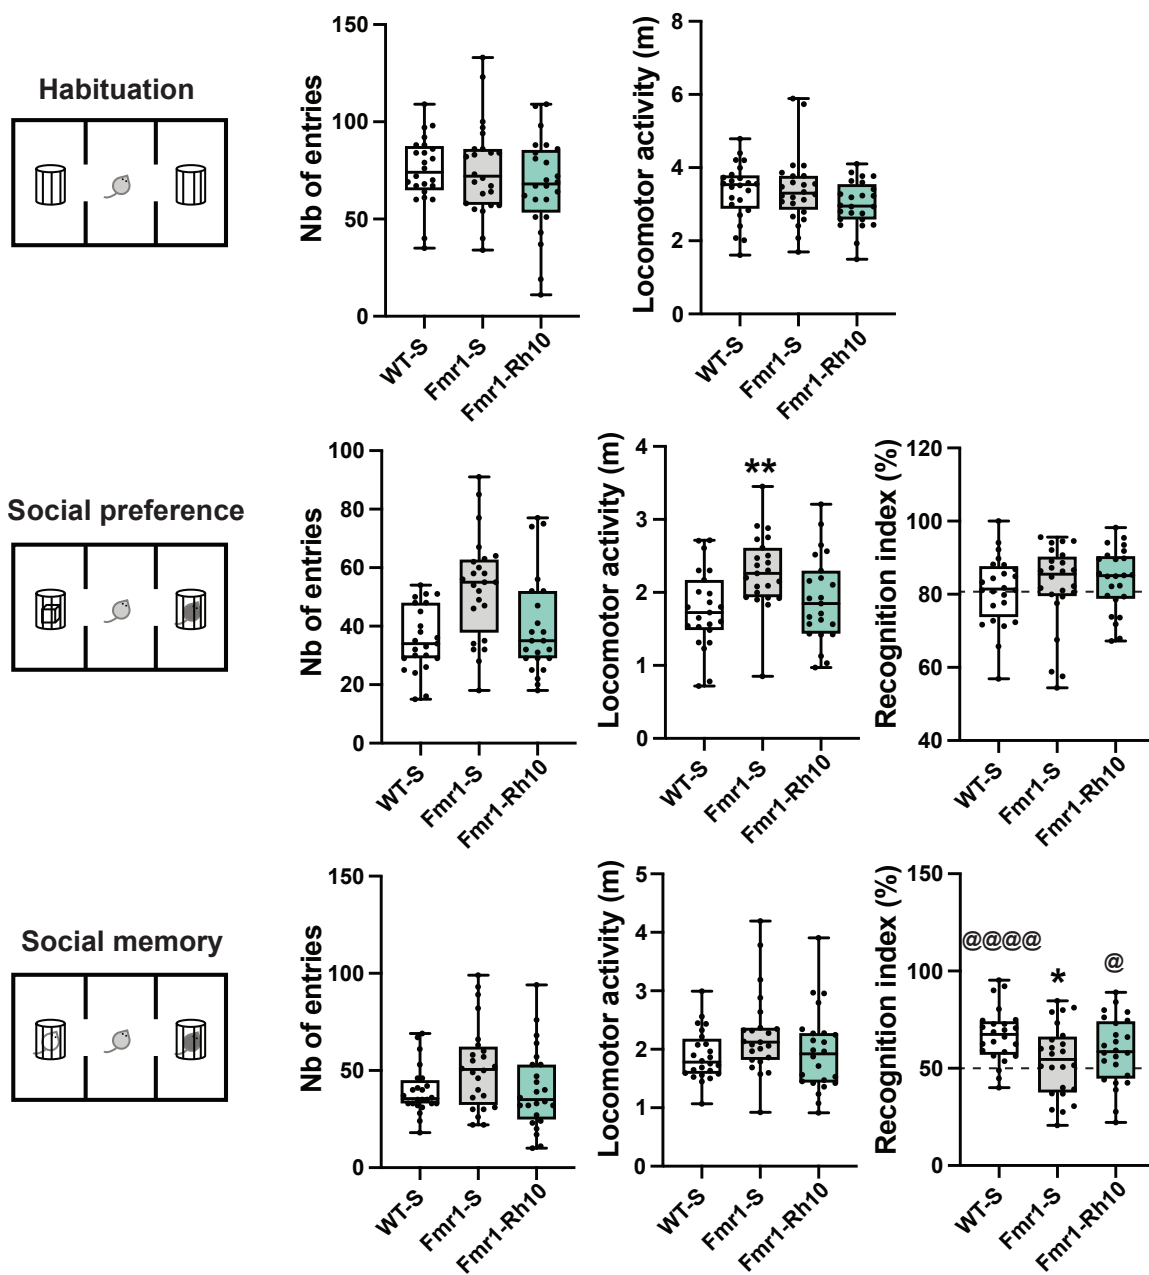 Habituation
Nb of entries
150
100
50
0
WT-S
Fmr1-S
Fmr1-Rh10
Locomotor activity (m)
8
6
4
2
0
WT-S
Fmr1-S
Fmr1-Rh10
Social preference
Nb of entries
100
80
60
40
20
0
WT-S
Fmr1-S
Fmr1-Rh10
Locomotor activity (m)
4
3
2
1
0
**
WT-S
Fmr1-S
Fmr1-Rh10
Recognition index (%)
120
100
80
60
40
WT-S
Fmr1-S
Fmr1-Rh10
Social memory
Nb of entries
150
100
50
0
WT-S
Fmr1-S
Fmr1-Rh10
Locomotor activity (m)
5
4
3
2
1
0
WT-S
Fmr1-S
Fmr1-Rh10
Recognition index (%)
150
100
50
0
@@@@
*
@
WT-S
Fmr1-S
Fmr1-Rh10